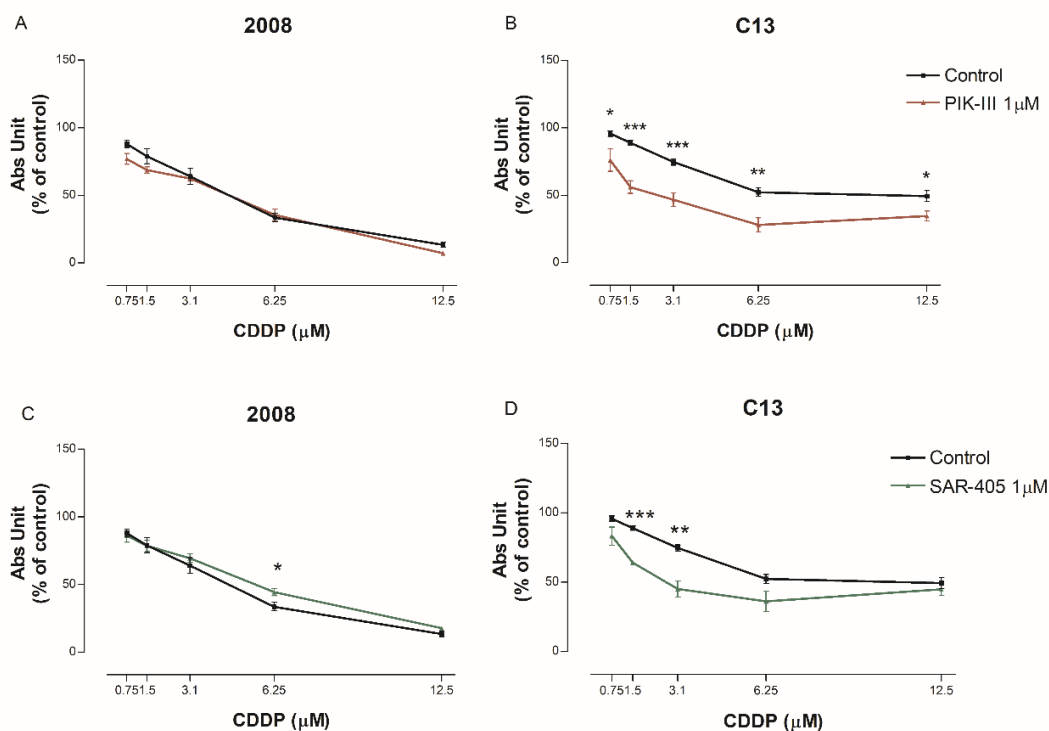 A
2008
150
100
50
0
Abs Unit
(% of control)
0.751.5 3.1 6.25 12.5
CDDP (μM)
B
C13
150
100
50
0
Abs Unit
(% of control)
* *** *** ** *
Control
PIK-III 1μM
0.751.5 3.1 6.25 12.5
CDDP (μM)
C
2008
150
100
50
0
Abs Unit
(% of control)
*
0.751.5 3.1 6.25 12.5
CDDP (μM)
D
C13
150
100
50
0
Abs Unit
(% of control)
*** **
Control
SAR-405 1μM
0.751.5 3.1 6.25 12.5
CDDP (μM)